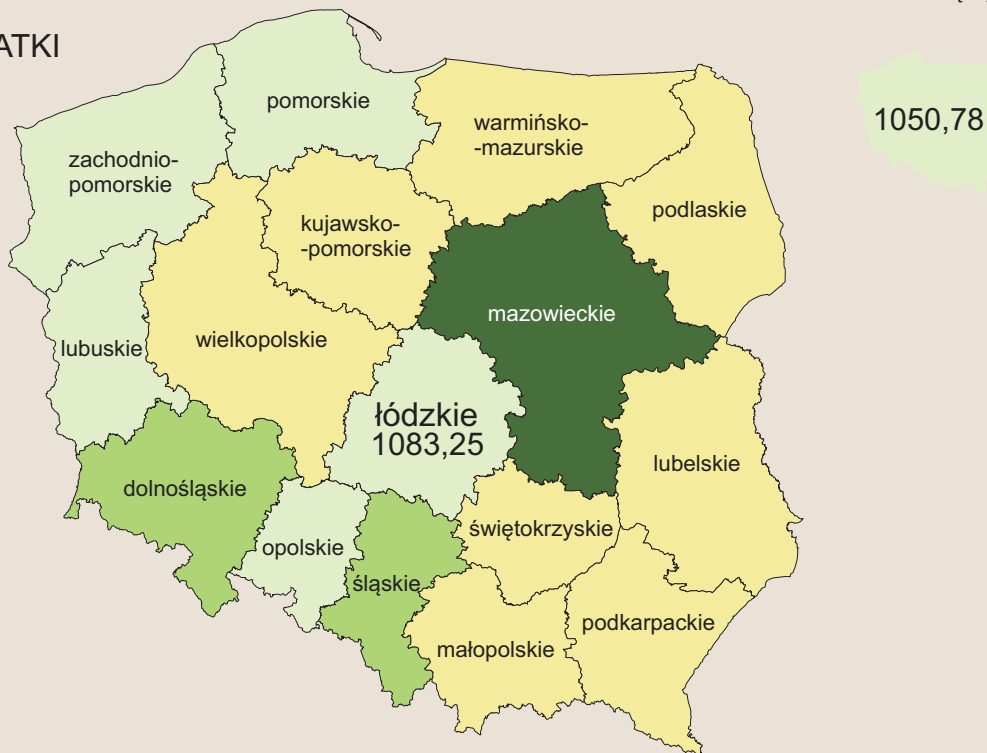 ATKI
pomorskie
1050,78
warmińsko-
-mazurskie
zachodnio-
pomorskie
podlaskie
kujawsko-
-pomorskie
mazowieckie
wielkopolskie
lubuskie
łódzkie
1083,25
lubelskie
dolnośląskie
świętokrzyskie
opolskie
śląskie
podkarpackie
małopolskie